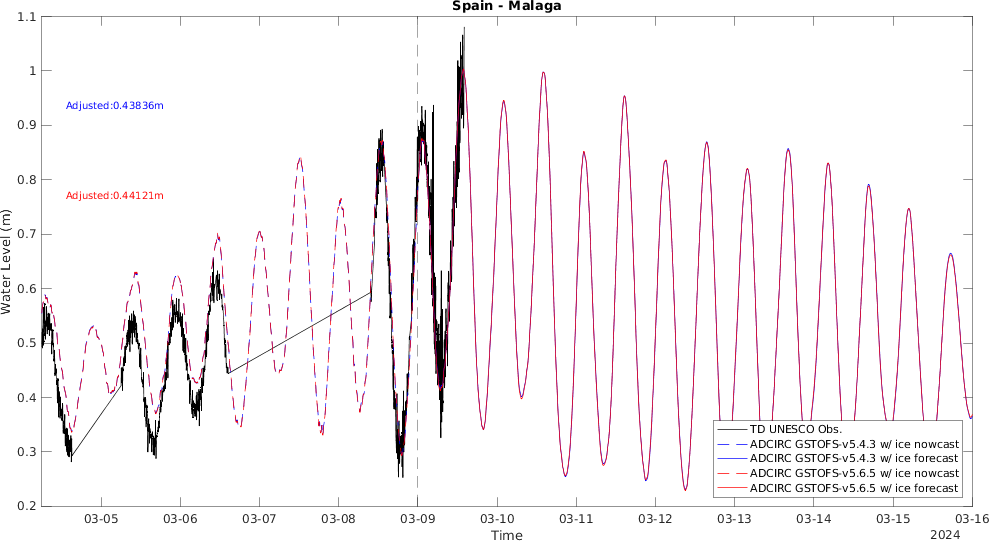 Spain - Malaga
1.1
1
0.9
0.8
0.7
0.6
0.5
0.4
0.3
0.2
Water Level (m)
Adjusted:0.43836m
Adjusted:0.44121m
TD UNESCO Obs.
ADCIRC GSTOFS-v5.4.3 w/ ice nowcast
ADCIRC GSTOFS-v5.4.3 w/ ice forecast
ADCIRC GSTOFS-v5.6.5 w/ ice nowcast
ADCIRC GSTOFS-v5.6.5 w/ ice forecast
03-05 03-06 03-07 03-08 03-09 03-10 03-11 03-12 03-13 03-14 03-15 03-16
Time
2024